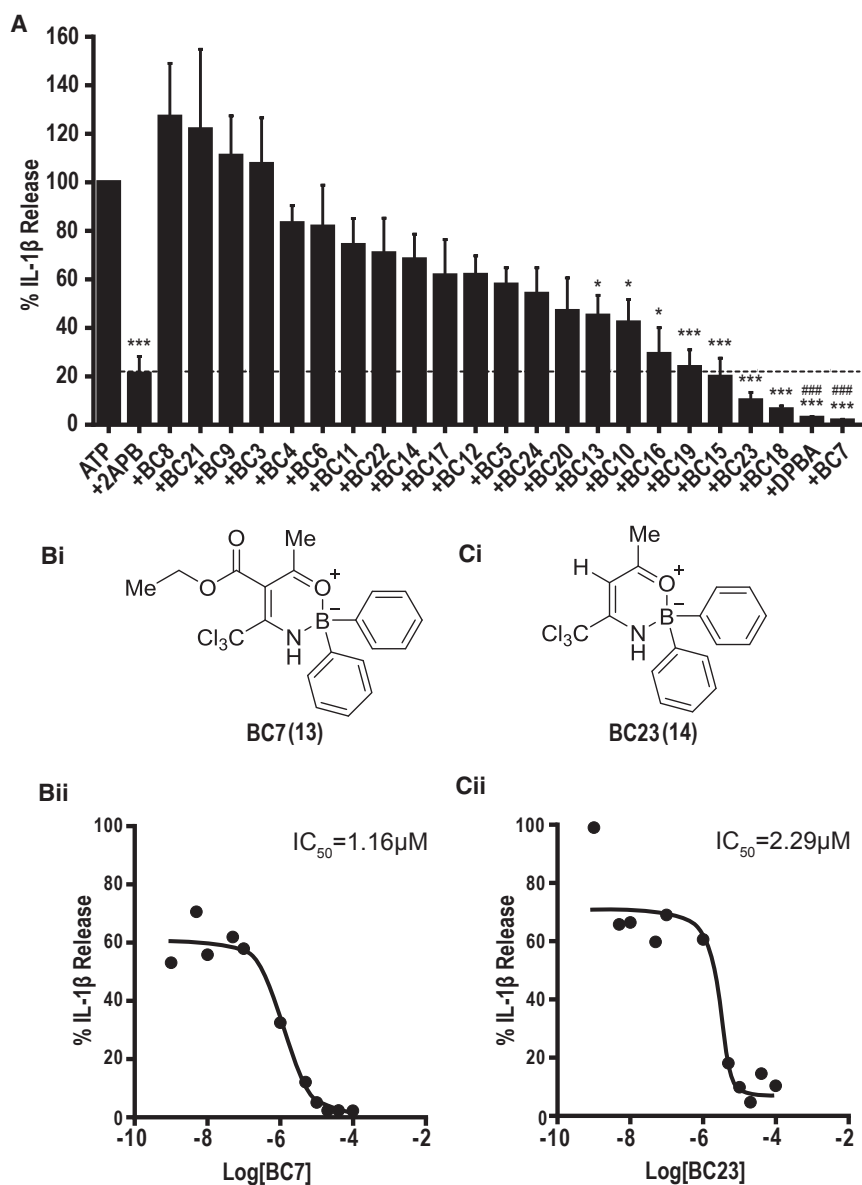 A
160
140
120
100
80
60
40
20
0
% IL-1β Release
*** * * * *** *** *** *** ### *** ### ***
ATP +2APB +BC8 +BC21 +BC9 +BC3 +BC4 +BC6 +BC11 +BC22 +BC14 +BC17 +BC12 +BC5 +BC24 +BC20 +BC13 +BC10 +BC16 +BC19 +BC15 +BC23 +BC18 +DPBA +BC7
Bi
O Me
Me O O +
Cl3C N B −
H
BC7 (13)
Ci
Me
H O +
Cl3C N B −
H
BC23 (14)
Bii
IC50=1.16µM
100
80
60
40
20
0
% IL-1β Release
-10 -8 -6 -4 -2
Log[BC7]
Cii
IC50=2.29µM
100
80
60
40
20
0
% IL-1β Release
-10 -8 -6 -4 -2
Log[BC23]